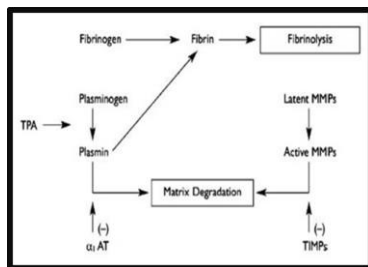 Fibrinogen Fibrin Fibrinolysis
Plasminogen Latent MMPs
TPA
Plasmin Active MMPs
Matrix Degradation
(-) (-)
α₁ AT TIMPs